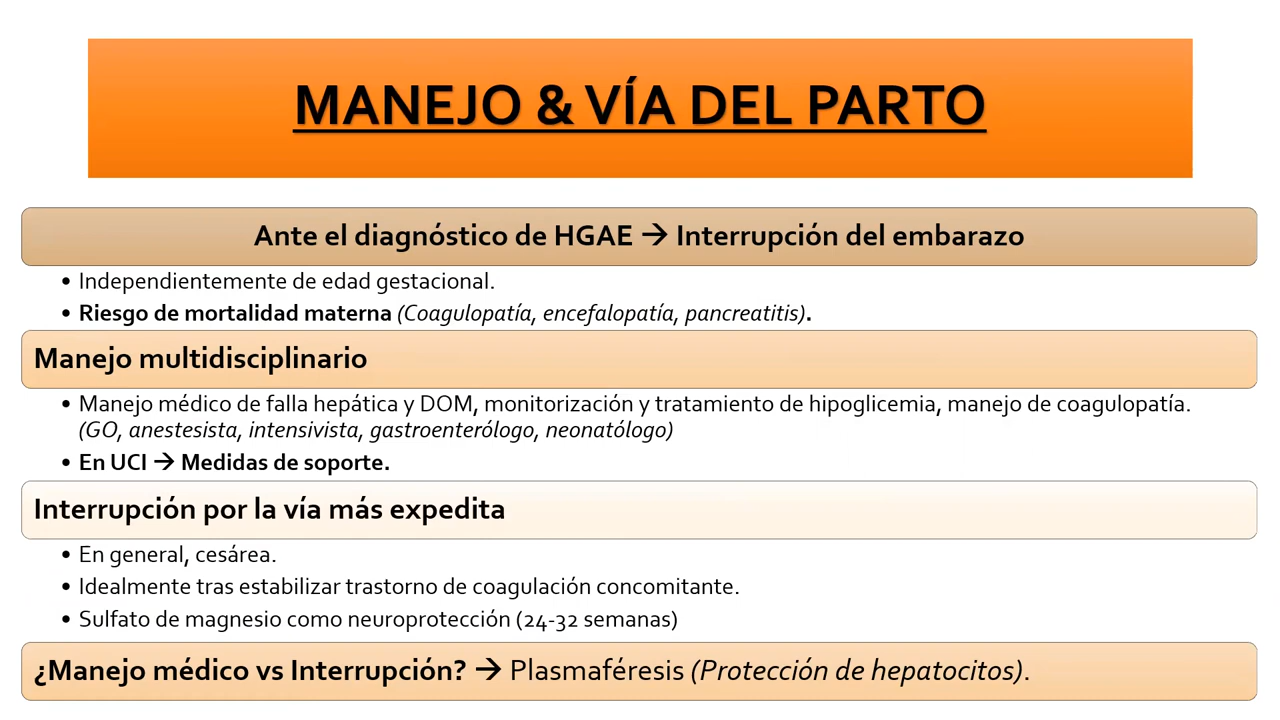 MANEJO & VÍA DEL PARTO
Ante el diagnóstico de HGAE → Interrupción del embarazo
• Independientemente de edad gestacional.
• Riesgo de mortalidad materna (Coagulopatía, encefalopatía, pancreatitis).
Manejo multidisciplinario
• Manejo médico de falla hepática y DOM, monitorización y tratamiento de hipoglicemia, manejo de coagulopatía.
(GO, anestesista, intensivista, gastroenterólogo, neonatólogo)
• En UCI → Medidas de soporte.
Interrupción por la vía más expedita
• En general, cesárea.
• Idealmente tras estabilizar trastorno de coagulación concomitante.
• Sulfato de magnesio como neuroprotección (24-32 semanas)
¿Manejo médico vs Interrupción? → Plasmaféresis (Protección de hepatocitos).